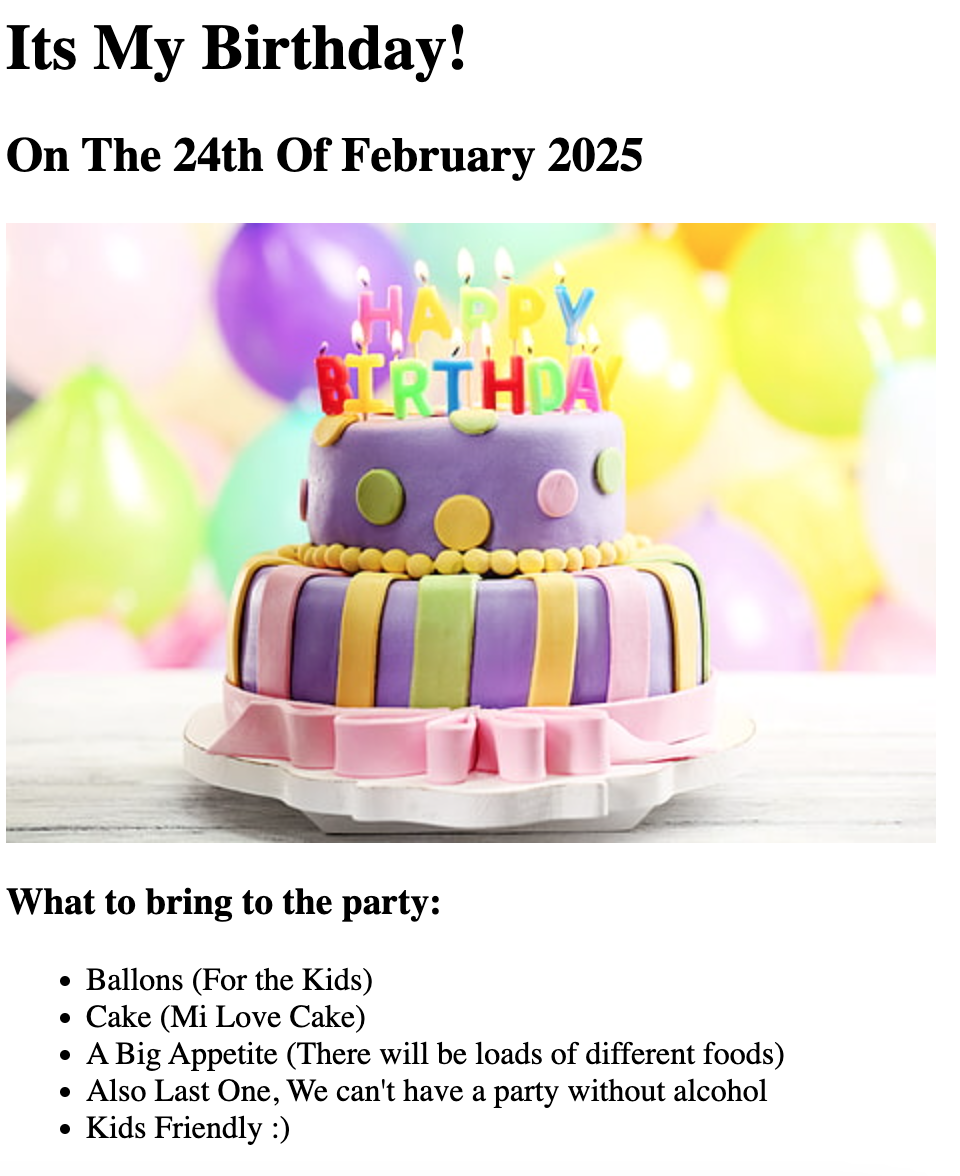 Its My Birthday!
On The 24th Of February 2025
HAPPY
BIRTHDAY
What to bring to the party:
• Ballons (For the Kids)
• Cake (Mi Love Cake)
• A Big Appetite (There will be loads of different foods)
• Also Last One, We can't have a party without alcohol
• Kids Friendly :)